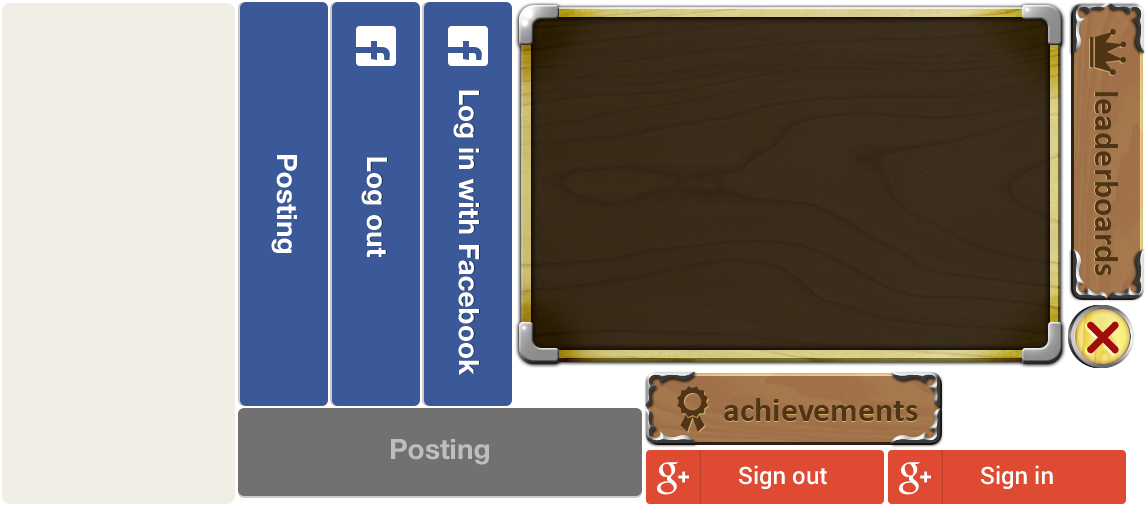 Posting
Log out
Log in with Facebook
leaderboards
achievements
Posting
g+ Sign out
g+ Sign in